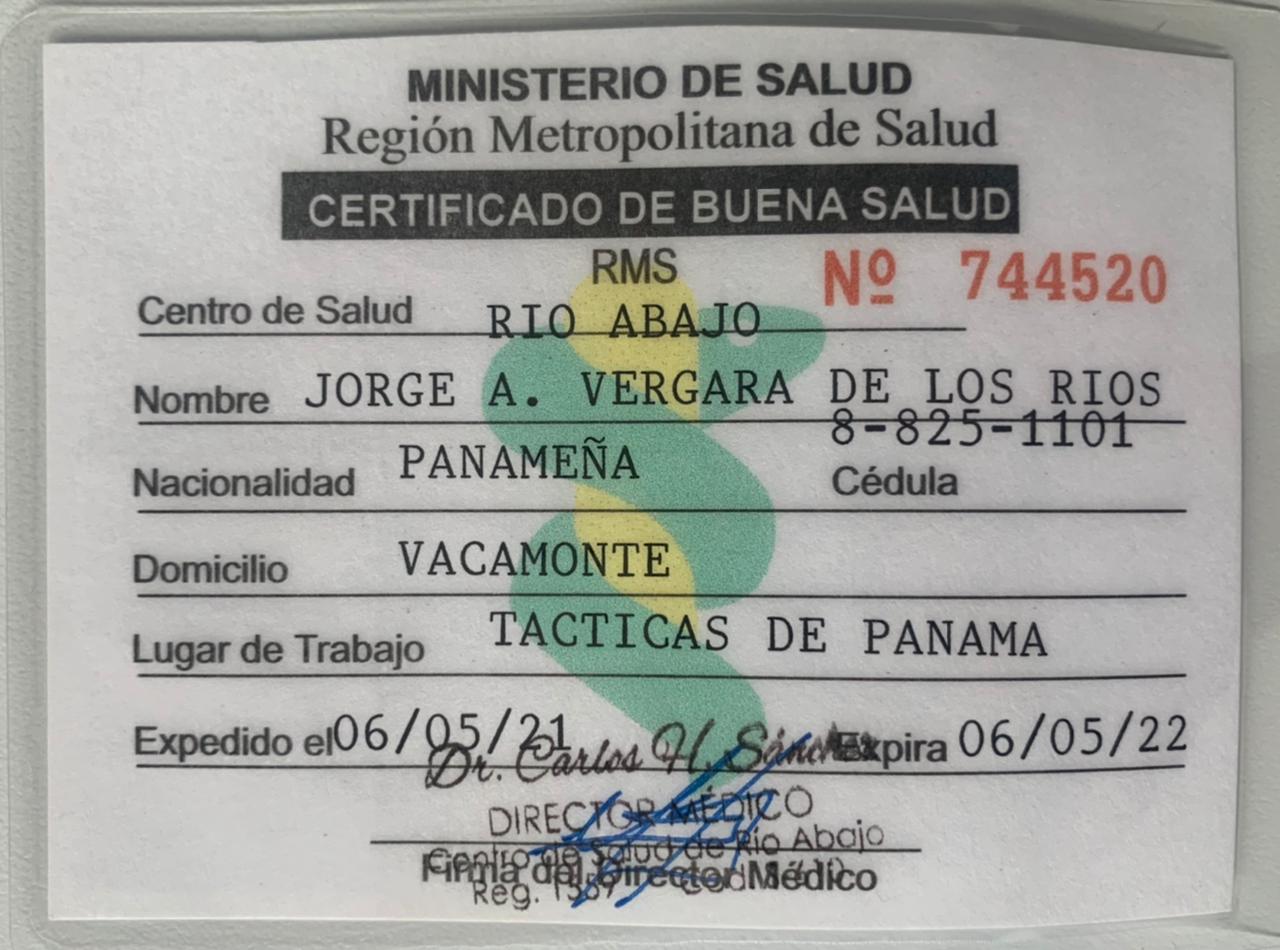 MINISTERIO DE SALUD
Región Metropolitana de Salud
CERTIFICADO DE BUENA SALUD
RMS Nº 744520
Centro de Salud RIO ABAJO
Nombre JORGE A. VERGARA DE LOS RIOS
8-825-1101
Nacionalidad PANAMEÑA Cédula
Domicilio VACAMONTE
Lugar de Trabajo TACTICAS DE PANAMA
Expedido el 06/05/21 Expira 06/05/22
Dr. Carlos H. Sánchez
DIRECTOR MÉDICO
Centro de Salud de Río Abajo
Firma del Director Médico
Reg.